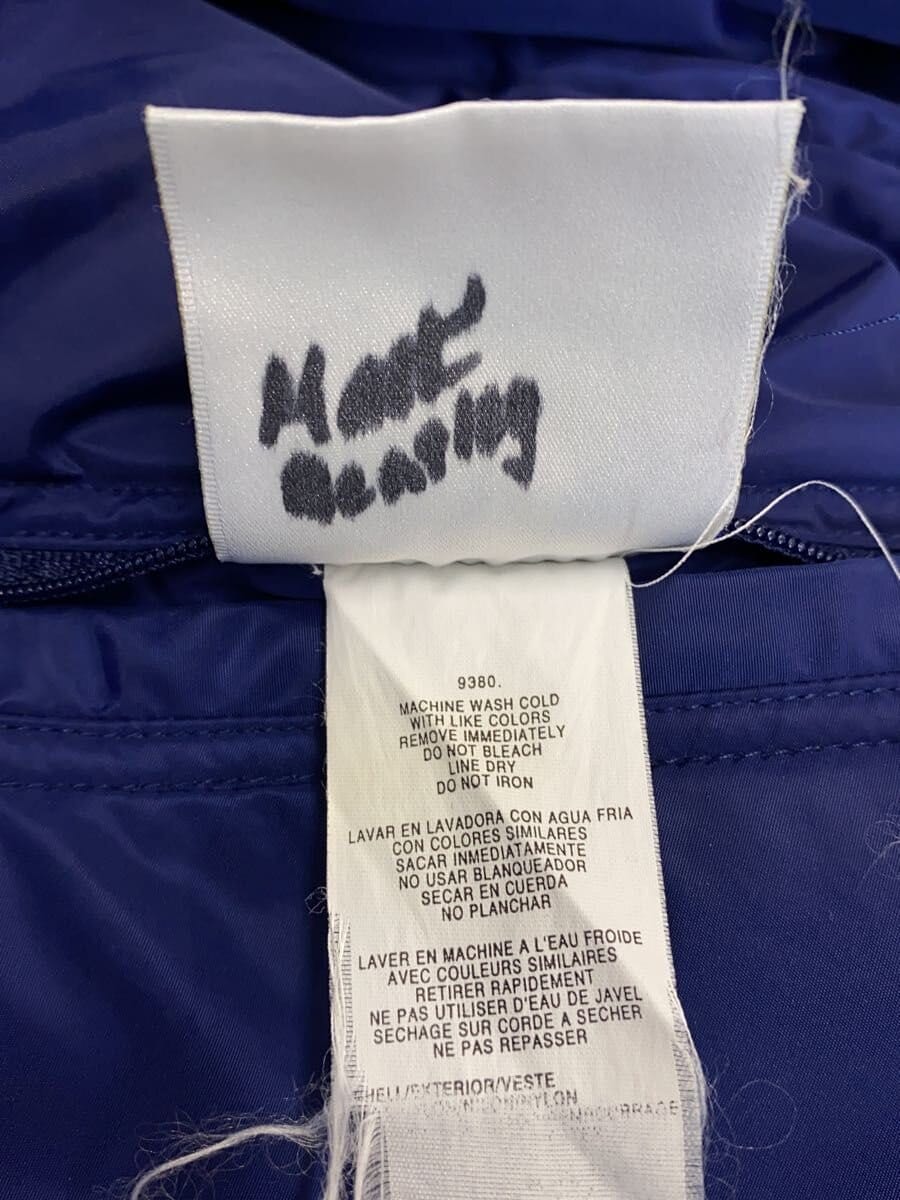 9380.
MACHINE WASH COLD
WITH LIKE COLORS
REMOVE IMMEDIATELY
DO NOT BLEACH
LINE DRY
DO NOT IRON
LAVAR EN LAVADORA CON AGUA FRIA
CON COLORES SIMILARES
SACAR INMEDIATAMENTE
NO USAR BLANQUEADOR
SECAR EN CUERDA
NO PLANCHAR
LAVER EN MACHINE A L'EAU FROIDE
AVEC COULEURS SIMILAIRES
RETIRER RAPIDEMENT
NE PAS UTILISER D'EAU DE JAVEL
SECHAGE SUR CORDE A SECHER
NE PAS REPASSER
HELL/EXTERIOR/VESTE